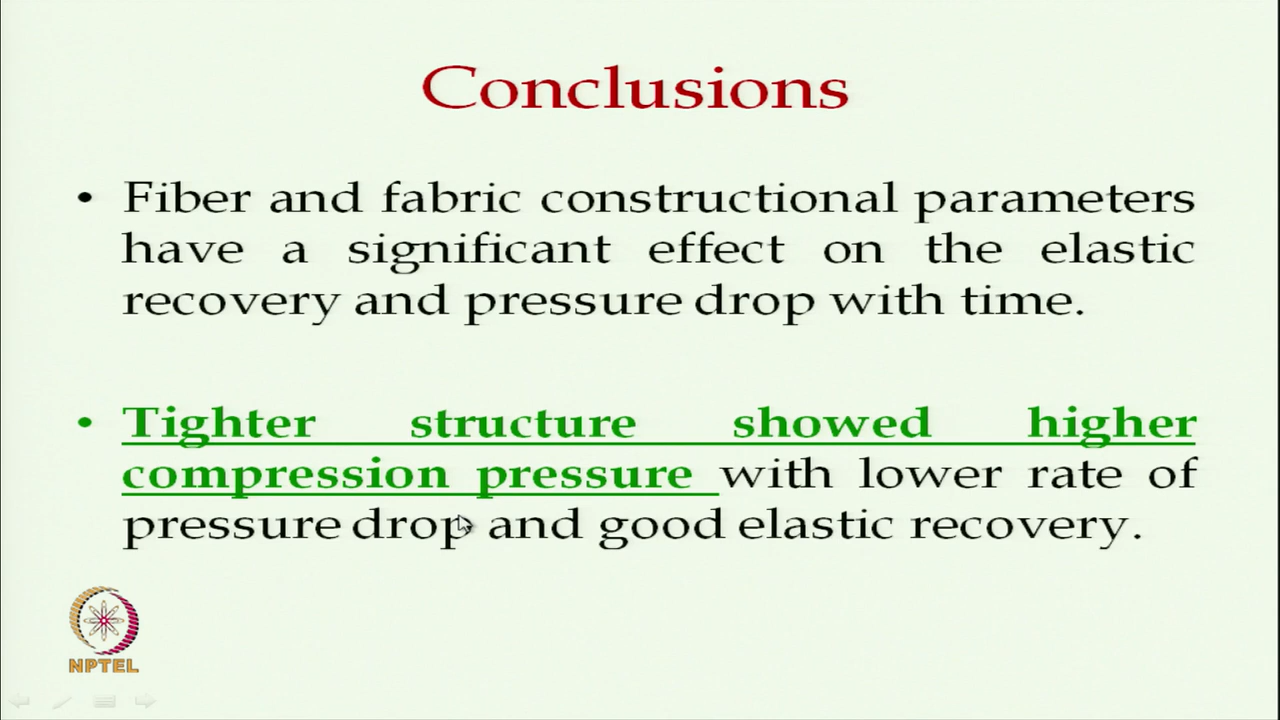 Conclusions
• Fiber and fabric constructional parameters
have a significant effect on the elastic
recovery and pressure drop with time.
• Tighter structure showed higher
compression pressure with lower rate of
pressure drop and good elastic recovery.
NPTEL